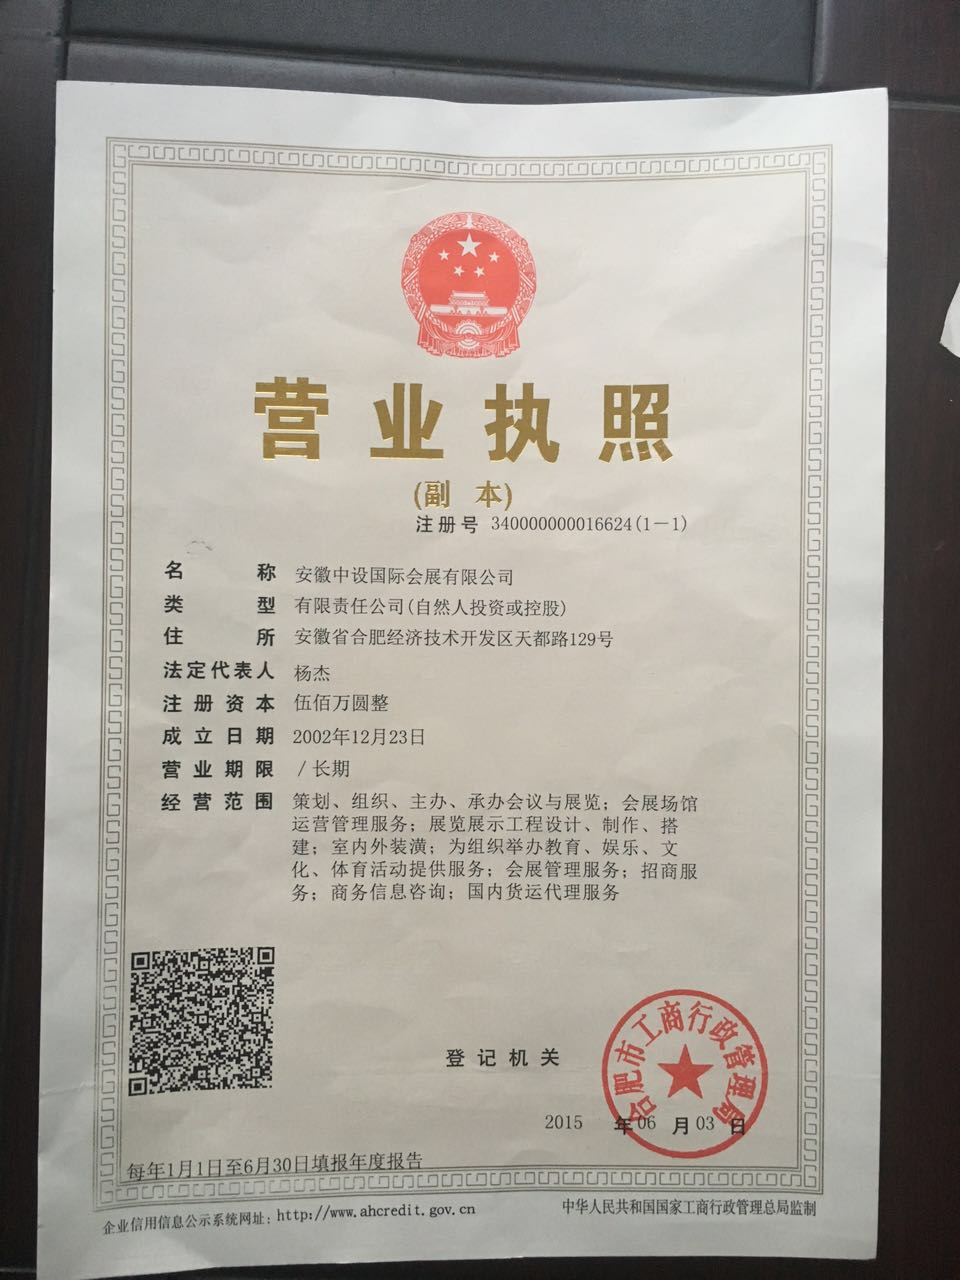 营业执照
(副 本)
注册号 340000000016624(1-1)
名称 安徽中设国际会展有限公司
类型 有限责任公司(自然人投资或控股)
住所 安徽省合肥经济技术开发区天都路129号
法定代表人 杨杰
注册资本 伍佰万圆整
成立日期 2002年12月23日
营业期限 /长期
经营范围 策划、组织、主办、承办会议与展览；会展场馆
运营管理服务；展览展示工程设计、制作、搭
建；室内外装潢；为组织举办教育、娱乐、文
化、体育活动提供服务；会展管理服务；招商服
务；商务信息咨询；国内货运代理服务
合肥市工商行政管理局
登记机关
2015 年06 月03 日
每年1月1日至6月30日填报年度报告
企业信用信息公示系统网址: http://www.ahcredit.gov.cn
中华人民共和国国家工商行政管理总局监制